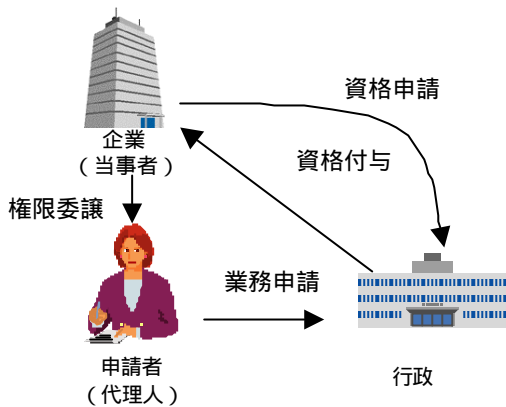 資格申請
企業
（当事者）
資格付与
権限委譲
業務申請
申請者
（代理人）
行政